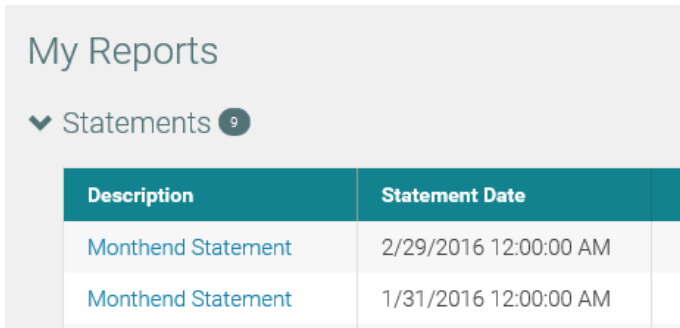 My Reports
Statements 9
Description Statement Date
Monthend Statement 2/29/2016 12:00:00 AM
Monthend Statement 1/31/2016 12:00:00 AM